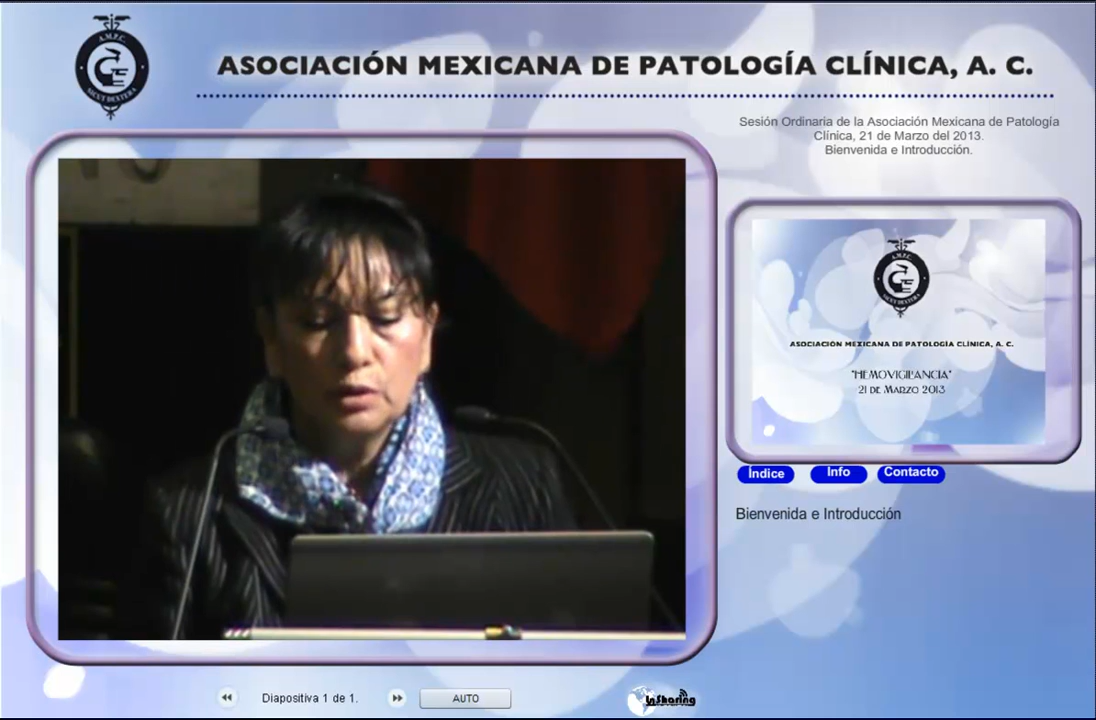 A.M.P.C.
SICUT DEXTERA
ASOCIACIÓN MEXICANA DE PATOLOGÍA CLÍNICA, A. C.
Sesión Ordinaria de la Asociación Mexicana de Patología
Clínica, 21 de Marzo del 2013.
Bienvenida e Introducción.
A.M.P.C.
SICUT DEXTERA
ASOCIACIÓN MEXICANA DE PATOLOGÍA CLÍNICA, A. C.
"HEMOVIGILANCIA"
21 DE MARZO 2013
Índice Info Contacto
Bienvenida e Introducción
Diapositiva 1 de 1.
AUTO
InSharing